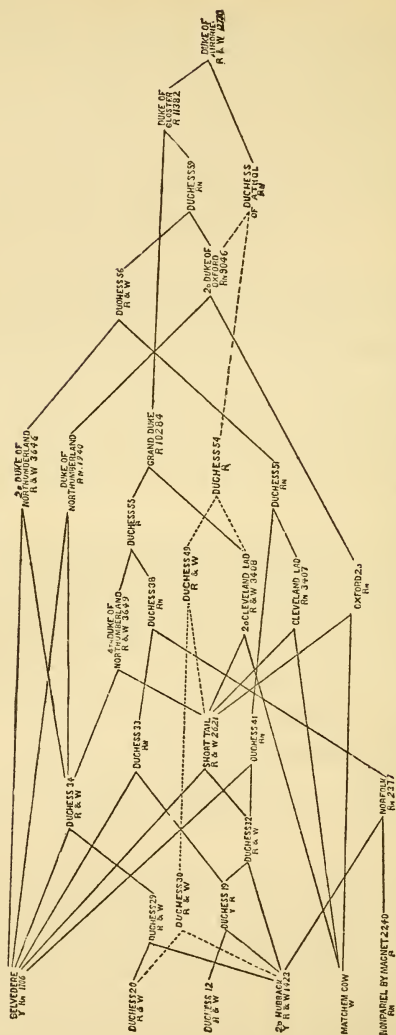 BELVEDERE
Y RN 1706
DUCHESS 20
R & W
DUCHESS 12
2D HUBBACK
R & W 1423
MATCHEM COW
W
NONPARIEL BY MAGNET 2240
RN
R
DUCHESS 29
R & W
DUCHESS 30
R & W
DUCHESS 19
Y R
NORFOLK
RN 2377
DUCHESS 34
R & W
DUCHESS 33
RN
SHORT TAIL
R & W 2621
DUCHESS 32
R & W
DUCHESS 41
RN
4TH DUKE OF
NORTHUMBERLAND
R & W 3649
DUCHESS 38
RN
DUCHESS 49
R & W
2D CLEVELAND LAD
R & W 3408
CLEVELAND LAD
RN 3407
OXFORD 2D
RN
2D DUKE OF
NORTHUMBERLAND
R & W 3646
DUKE OF
NORTHUMBERLAND
RN. 1940
DUCHESS 55
R
GRAND DUKE
R 10284
DUCHESS 54
R
DUCHESS 51
RN
DUCHESS 56
R & W
2D DUKE OF
OXFORD
RN 9046
DUCHESS 59
RN
DUCHESS
OF ATHOL
RN
DUKE OF
GLOSTER
R 11382
DUKE OF
R & W